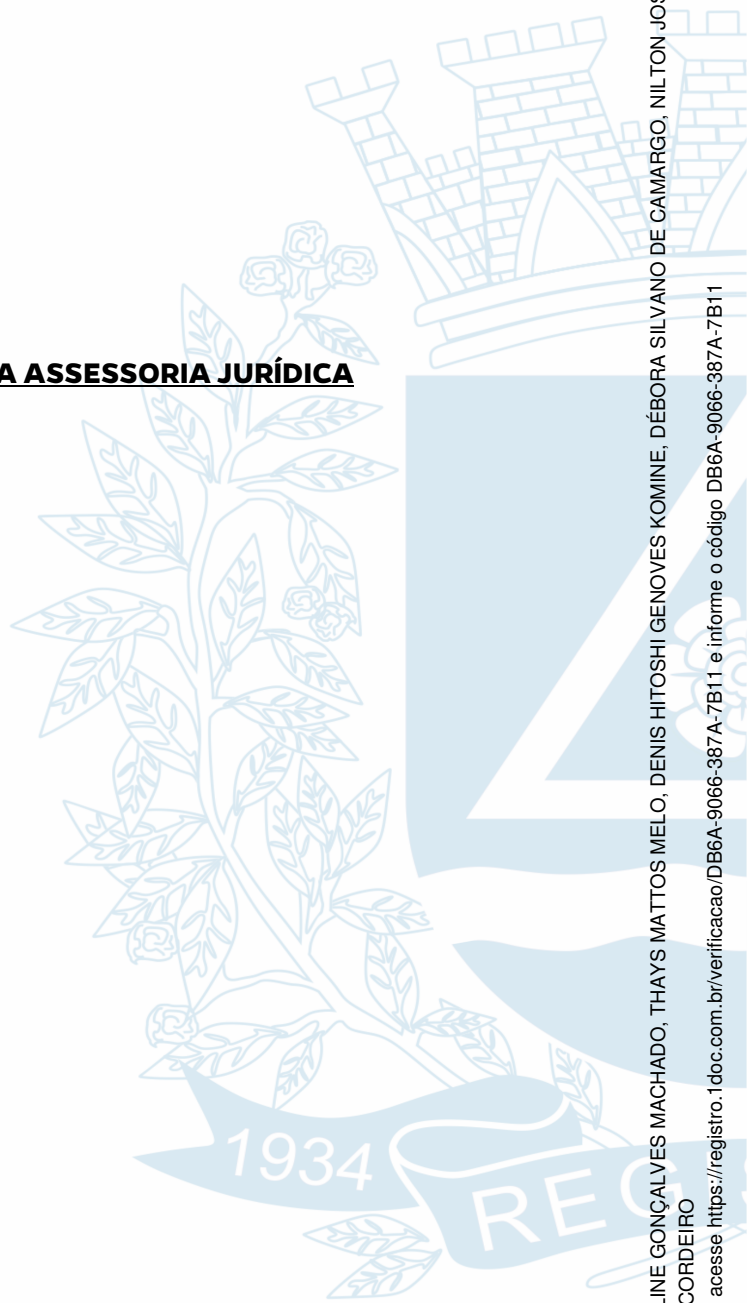 A ASSESSORIA JURÍDICA
LINE GONÇALVES MACHADO, THAYS MATTOS MELO, DENIS HITOSHI GENOVES KOMINE, DÉBORA SILVANO DE CAMARGO, NILTON JOS
CORDEIRO
acesse https://registro.1doc.com.br/verificacao/DB6A-9066-387A-7B11 e informe o código DB6A-9066-387A-7B11
1934
REG